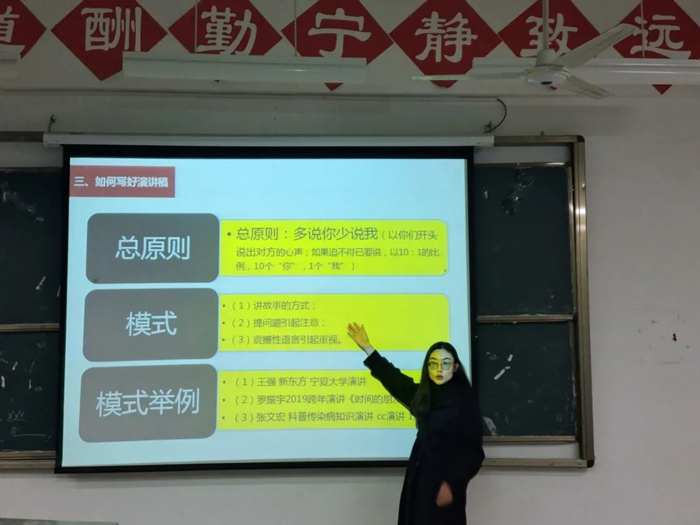 道酬勤宁静致远
三、如何写好演讲稿
总原则
• 总原则：多说你少说我（以你们开头
说出对方的心声；如果迫不得已要说，以10：1的比
例，10个“你”，1个“我”）
模式
• （1）讲故事的方式；
• （2）提问题引起注意；
• （3）震撼性语言引起重视。
模式举例
• （1）王强 新东方 宁夏大学演讲
• （2）罗振宇2019跨年演讲《时间的朋
• （3）张文宏 科普传染病知识演讲 cc演讲